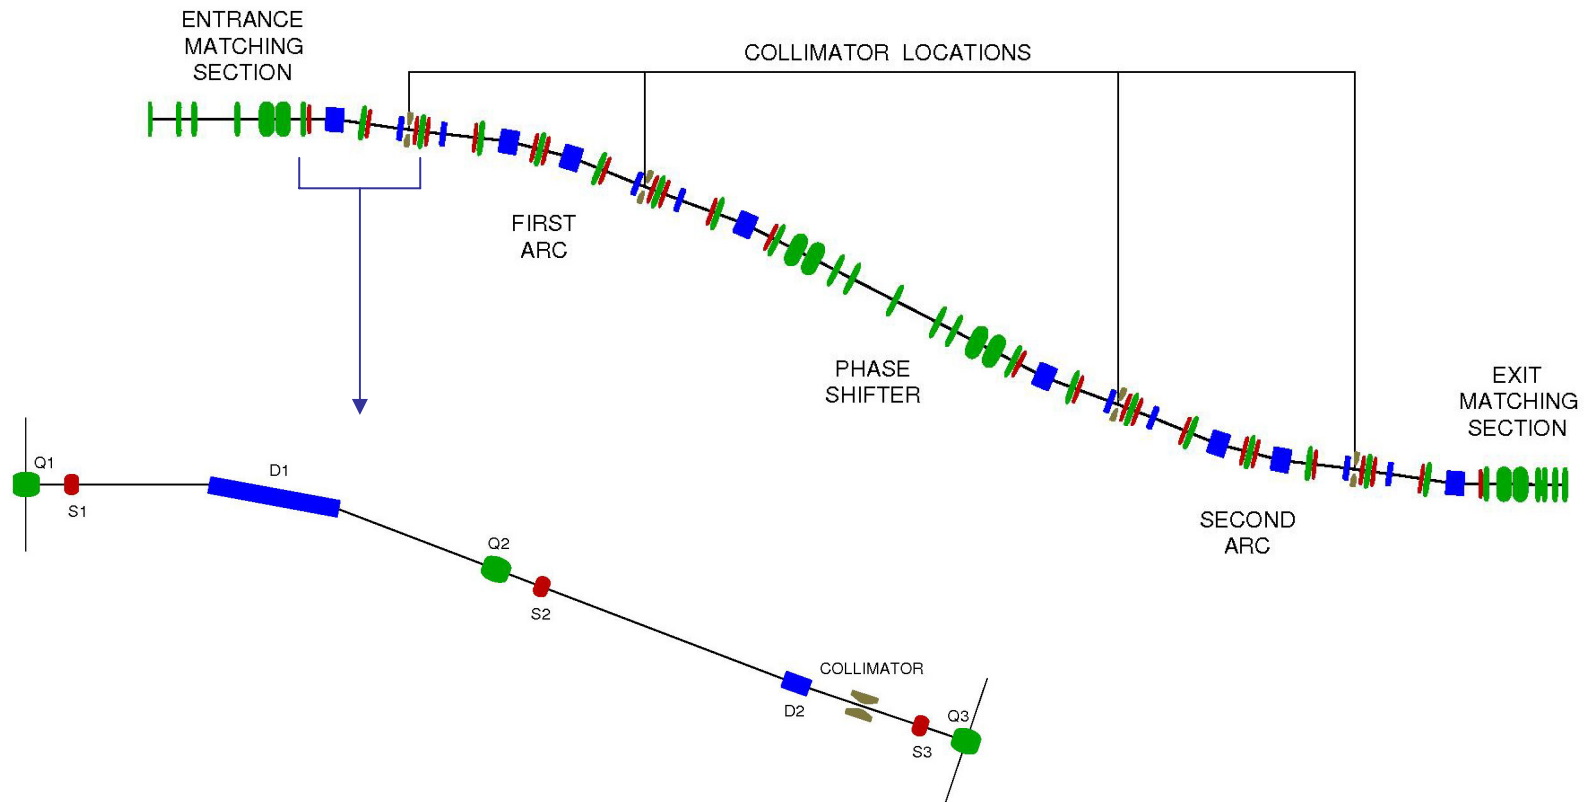 ENTRANCE
MATCHING
SECTION
COLLIMATOR LOCATIONS
FIRST
ARC
PHASE
SHIFTER
EXIT
MATCHING
SECTION
SECOND
ARC
Q1
S1
D1
Q2
S2
COLLIMATOR
D2
Q3
S3